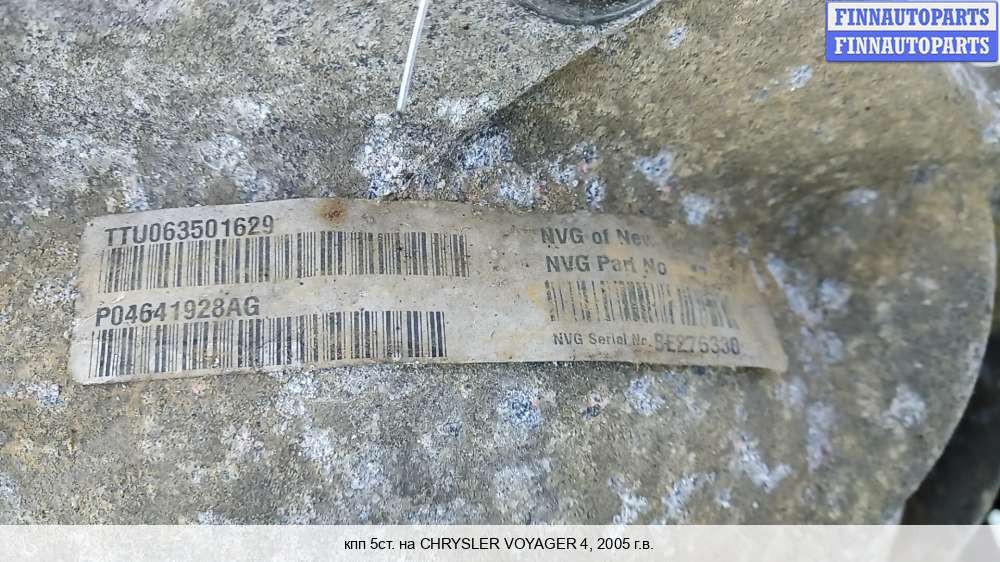 FINNAUTOPARTS
FINNAUTOPARTS
TTU063501629
P04641928AG
NVG of New
NVG Part No
NVG Serial No.
кпп 5ст. на CHRYSLER VOYAGER 4, 2005 г.в.